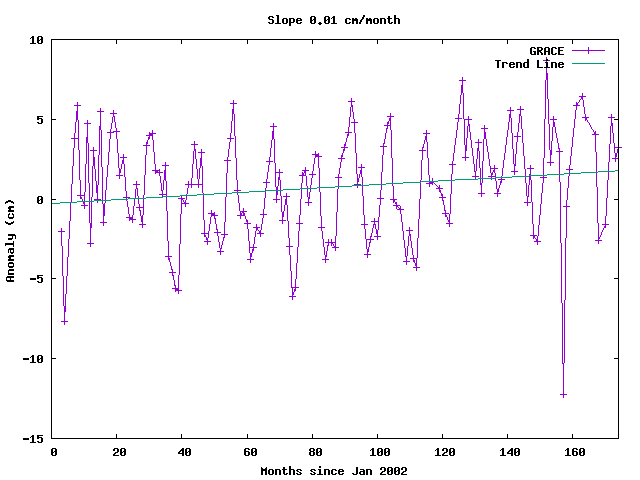 Slope 0.01 cm/month
GRACE
Trend Line
10
5
0
-5
-10
-15
Anomaly (cm)
0 20 40 60 80 100 120 140 160
Months since Jan 2002